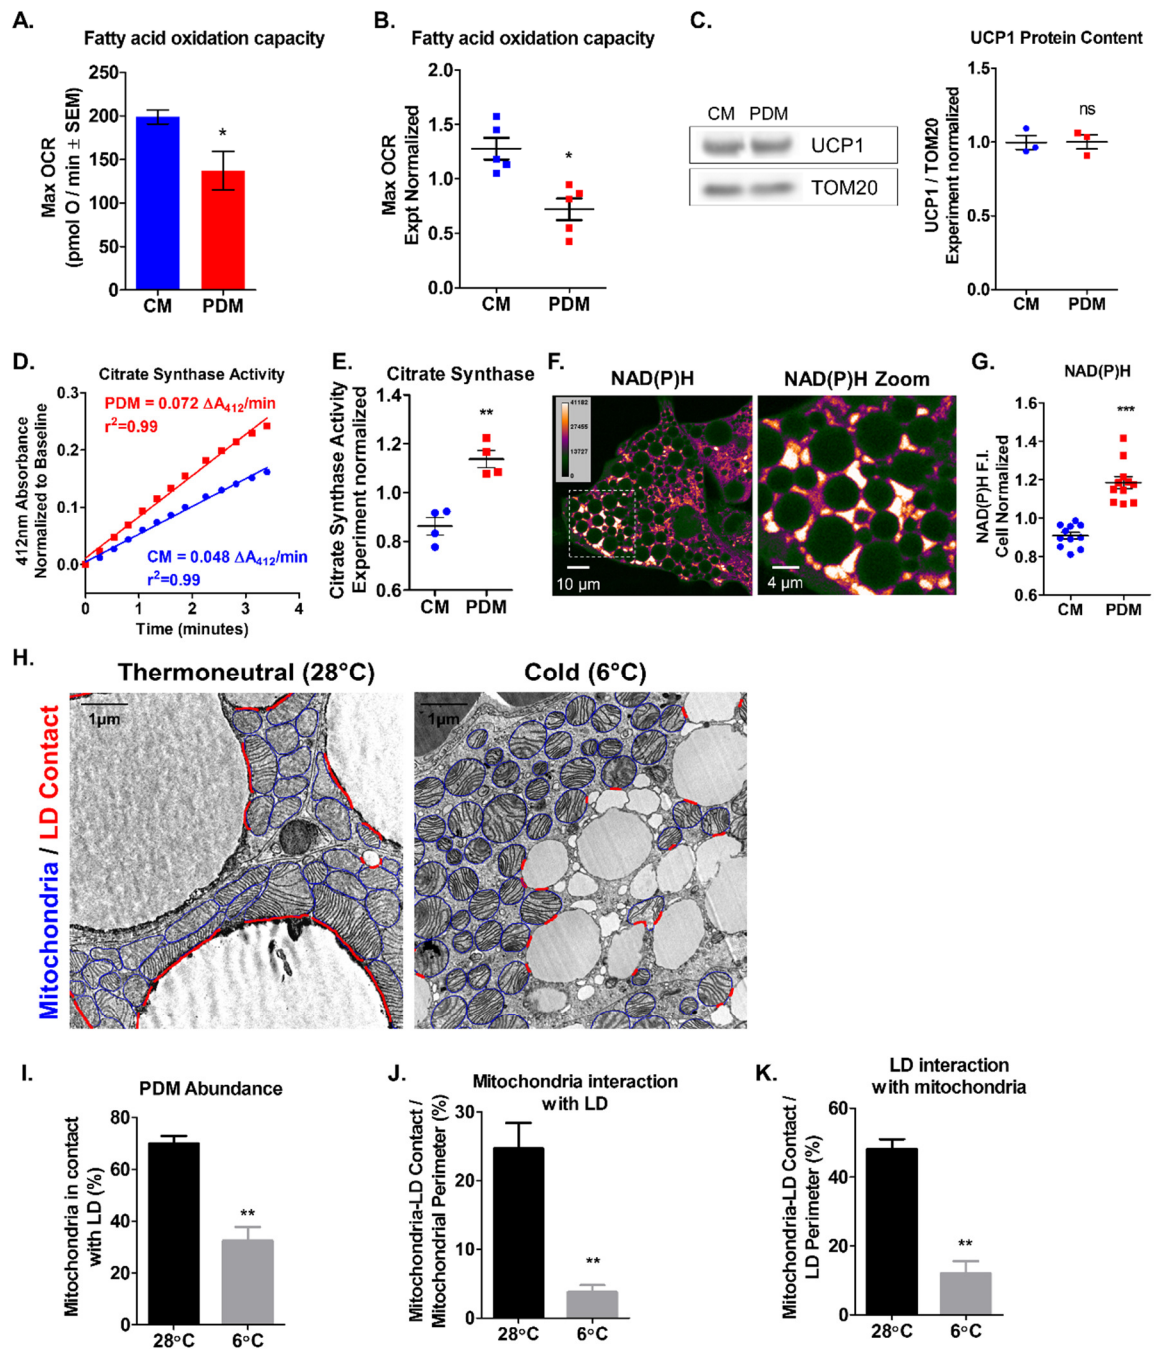 A.
Fatty acid oxidation capacity
Max OCR
(pmol O / min ± SEM)
250
200
150
100
50
0
*
CM
PDM
B.
Fatty acid oxidation capacity
Max OCR
Expt Normalized
2.0
1.5
1.0
0.5
0.0
*
CM
PDM
C.
CM PDM
UCP1
TOM20
UCP1 Protein Content
UCP1 / TOM20
Experiment normalized
1.5
1.0
0.5
0.0
ns
CM
PDM
D.
Citrate Synthase Activity
412nm Absorbance
Normalized to Baseline
0.3
0.2
0.1
0.0
PDM = 0.072 ΔA412/min
r²=0.99
CM = 0.048 ΔA412/min
r²=0.99
0 1 2 3 4
Time (minutes)
E.
Citrate Synthase
Citrate Synthase Activity
Experiment normalized
1.4
1.2
1.0
0.8
0.6
**
CM
PDM
F.
NAD(P)H
41182
27455
13727
0
10 µm
NAD(P)H Zoom
4 µm
G.
NAD(P)H
NAD(P)H F.I.
Cell Normalized
1.6
1.4
1.2
1.0
0.8
0.6
***
CM
PDM
H.
Thermoneutral (28°C)
Cold (6°C)
Mitochondria / LD Contact
1µm
1µm
I.
PDM Abundance
Mitochondria in contact
with LD (%)
80
60
40
20
0
**
28°C
6°C
J.
Mitochondria interaction
with LD
Mitochondria-LD Contact /
Mitochondrial Perimeter (%)
30
20
10
0
**
28°C
6°C
K.
LD interaction
with mitochondria
Mitochondria-LD Contact /
LD Perimeter (%)
60
40
20
0
**
28°C
6°C